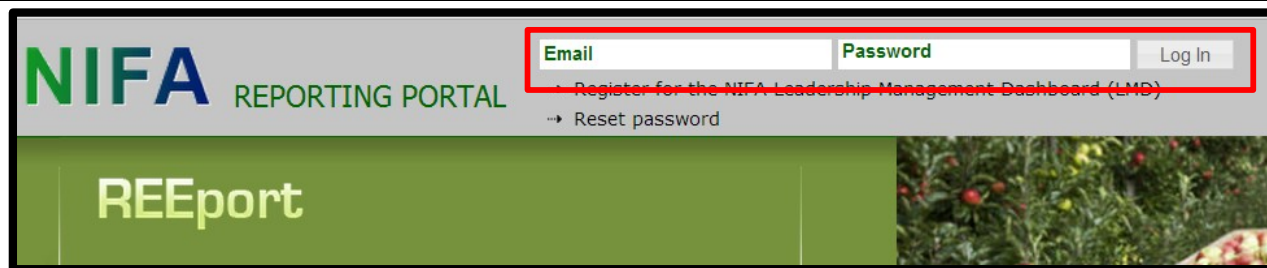 NIFA REPORTING PORTAL
Email Password Log In
Register for the NIFA Leadership Management Dashboard (LMD)
Reset password
REEport